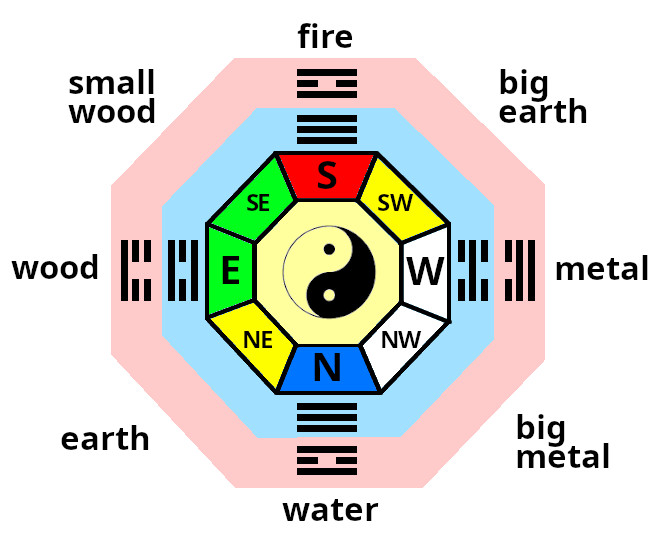 fire
small
wood
big
earth
S
SE
SW
wood
E
W
metal
NE
NW
N
earth
big
metal
water